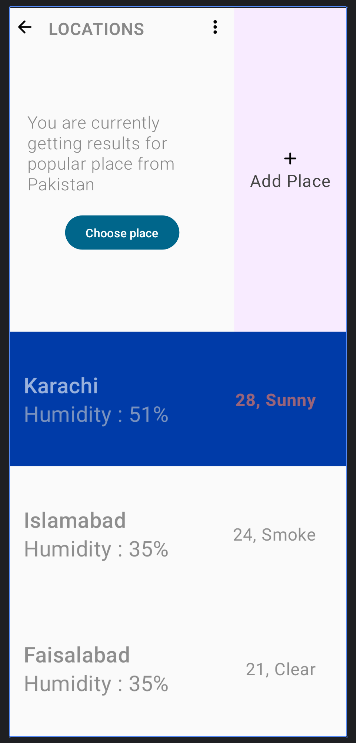 LOCATIONS
You are currently
getting results for
popular place from
Pakistan
Choose place
+
Add Place
Karachi
Humidity : 51%
28, Sunny
Islamabad
Humidity : 35%
24, Smoke
Faisalabad
Humidity : 35%
21, Clear